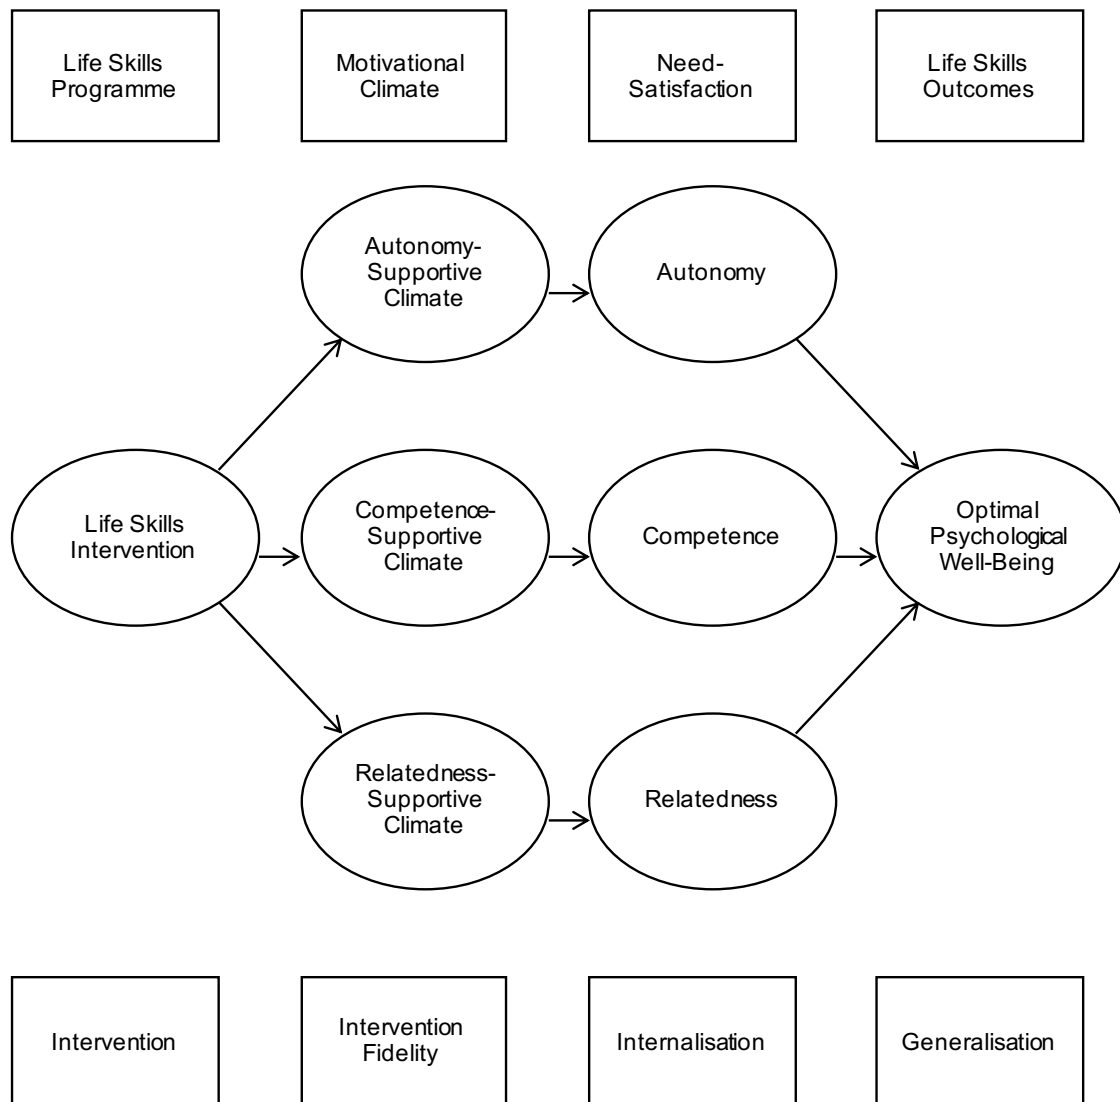 Life Skills
Programme
Motivational
Climate
Need-
Satisfaction
Life Skills
Outcomes
Autonomy-
Supportive
Climate
Autonomy
Life Skills
Intervention
Competence-
Supportive
Climate
Competence
Optimal
Psychological
Well-Being
Relatedness-
Supportive
Climate
Relatedness
Intervention
Intervention
Fidelity
Internalisation
Generalisation